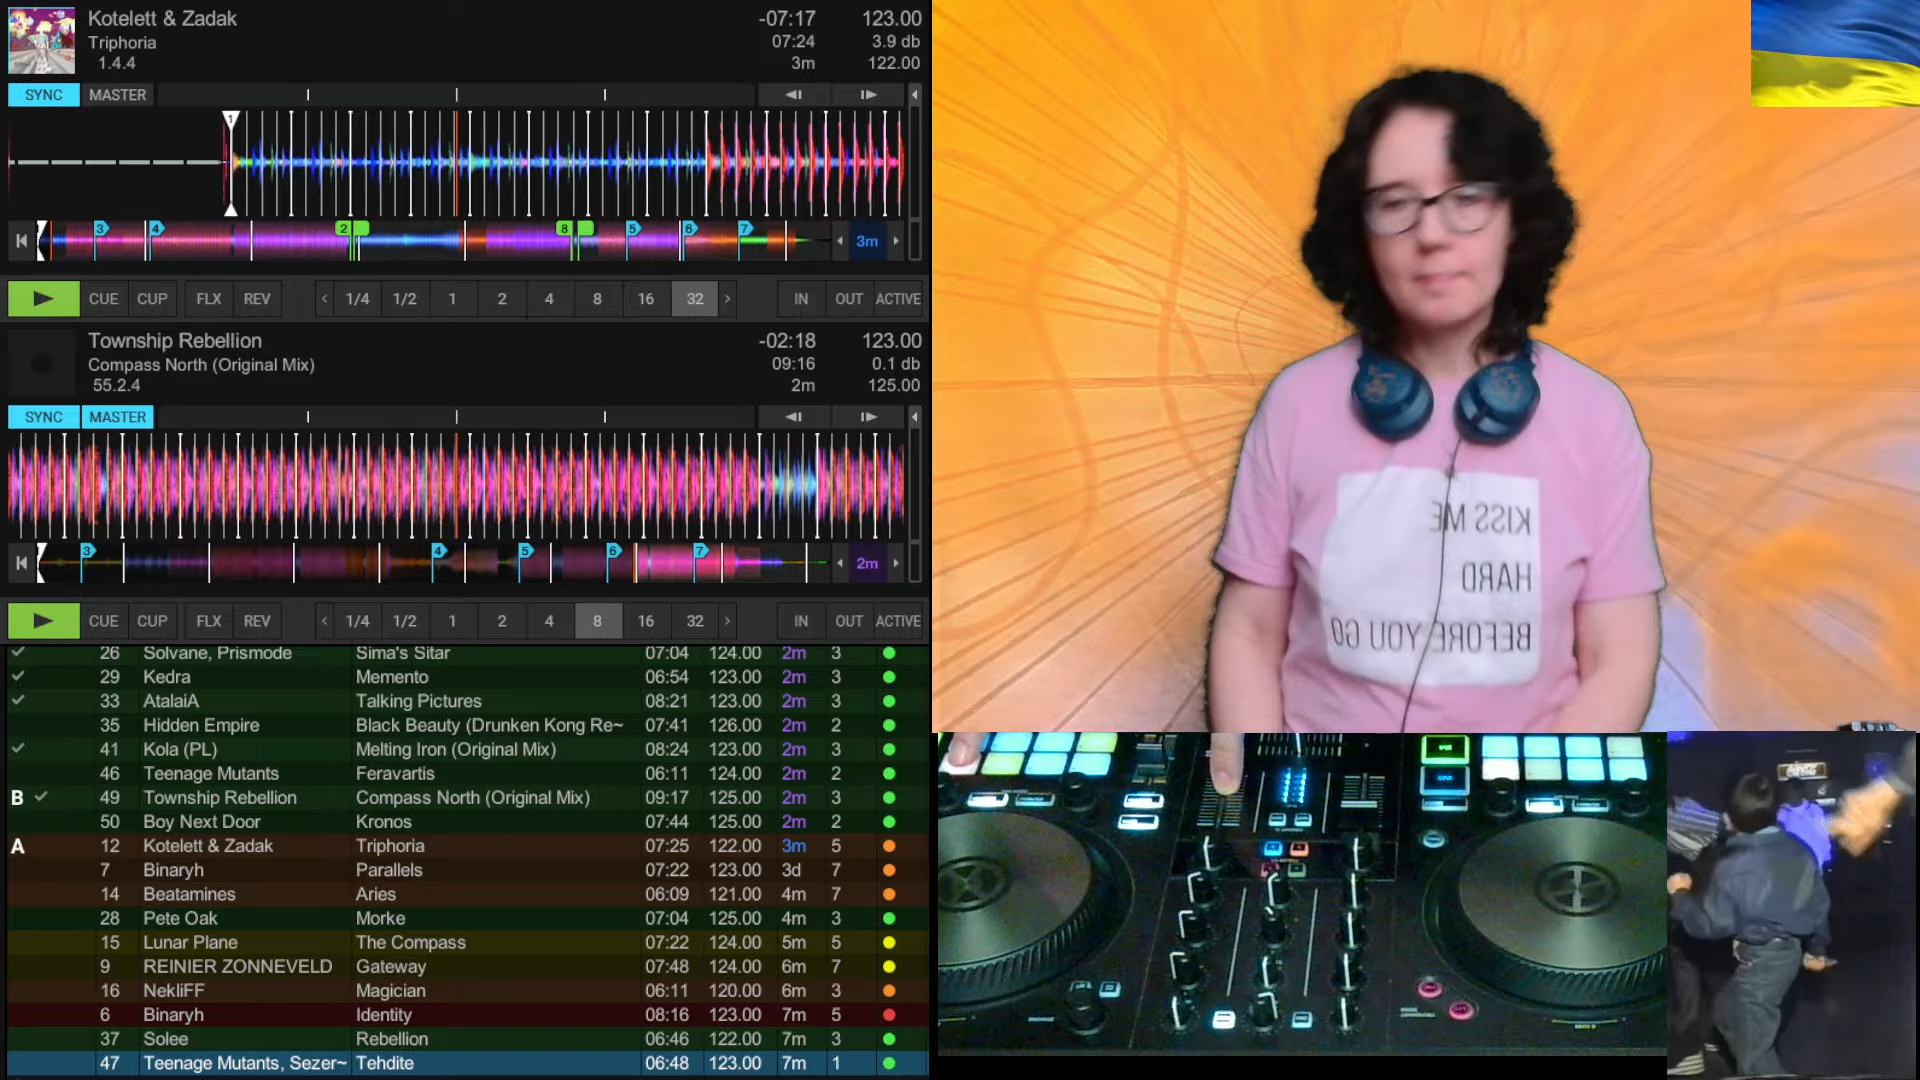 Kotelett & Zadak -07:17 123.00
Triphoria 07:24 3.9 db
1.4.4 3m 122.00
SYNC MASTER
1
3 4 2 8 5 6 7 3m
CUE CUP FLX REV 1/4 1/2 1 2 4 8 16 32 IN OUT ACTIVE
Township Rebellion -02:18 123.00
Compass North (Original Mix) 09:16 0.1 db
55.2.4 2m 125.00
SYNC MASTER
3 4 5 6 7 2m
CUE CUP FLX REV 1/4 1/2 1 2 4 8 16 32 IN OUT ACTIVE
26 Solvane, Prismode Sima's Sitar 07:04 124.00 2m 3
29 Kedra Memento 06:54 123.00 2m 3
33 AtalaiA Talking Pictures 08:21 123.00 2m 3
35 Hidden Empire Black Beauty (Drunken Kong Re~ 07:41 126.00 2m 2
41 Kola (PL) Melting Iron (Original Mix) 08:24 123.00 2m 3
46 Teenage Mutants Feravartis 06:11 124.00 2m 2
B 49 Township Rebellion Compass North (Original Mix) 09:17 125.00 2m 3
50 Boy Next Door Kronos 07:44 125.00 2m 2
A 12 Kotelett & Zadak Triphoria 07:25 122.00 3m 5
7 Binaryh Parallels 07:22 123.00 3d 7
14 Beatamines Aries 06:09 121.00 4m 7
28 Pete Oak Morke 07:04 125.00 4m 3
15 Lunar Plane The Compass 07:22 124.00 5m 5
9 REINIER ZONNEVELD Gateway 07:48 124.00 6m 7
16 NekliFF Magician 06:11 120.00 6m 3
6 Binaryh Identity 08:16 123.00 7m 5
37 Solee Rebellion 06:46 122.00 7m 3
47 Teenage Mutants, Sezer~ Tehdite 06:48 123.00 7m 1
KISS ME
HARD
BEFORE YOU GO